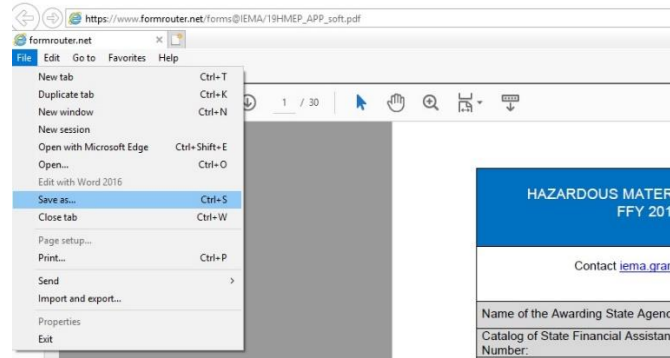 https://www.formrouter.net/forms@IEMA/19HMEP_APP_soft.pdf
formrouter.net
File Edit Go to Favorites Help
New tab Ctrl+T
Duplicate tab Ctrl+K
New window Ctrl+N
New session
Open with Microsoft Edge Ctrl+Shift+E
Open... Ctrl+O
Edit with Word 2016
Save as... Ctrl+S
Close tab Ctrl+W
Page setup...
Print... Ctrl+P
Send
Import and export...
Properties
Exit
1 / 30
HAZARDOUS MATER
FFY 201
Contact iema.gran
Name of the Awarding State Agenc
Catalog of State Financial Assistan
Number: